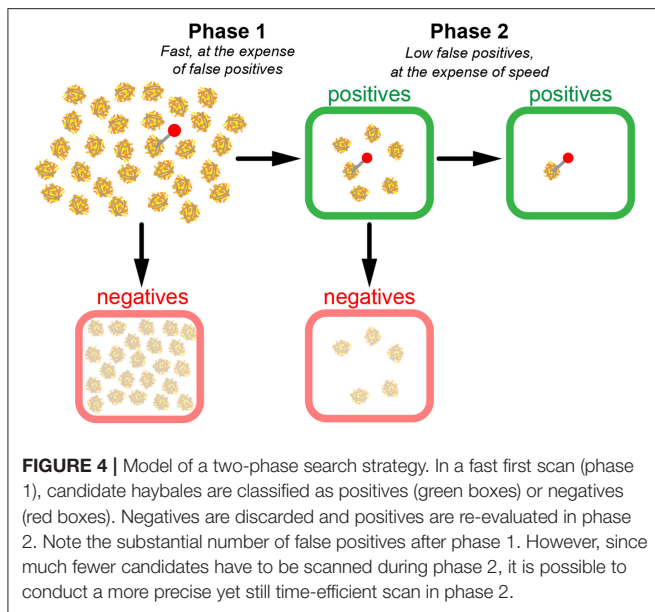 Phase 1
Fast, at the expense
of false positives
Phase 2
Low false positives,
at the expense of speed
positives
positives
negatives
negatives
FIGURE 4 | Model of a two-phase search strategy. In a fast first scan (phase
1), candidate haybales are classified as positives (green boxes) or negatives
(red boxes). Negatives are discarded and positives are re-evaluated in phase
2. Note the substantial number of false positives after phase 1. However, since
much fewer candidates have to be scanned during phase 2, it is possible to
conduct a more precise yet still time-efficient scan in phase 2.